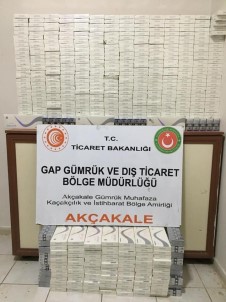 T.C.
TİCARET BAKANLIĞI
GAP GÜMRÜK VE DIŞ TİCARET
BÖLGE MÜDÜRLÜĞÜ
Akçakale Gümrük Muhafaza
Kaçakçılık ve İstihbarat Bölge Amirliği
AKÇAKALE